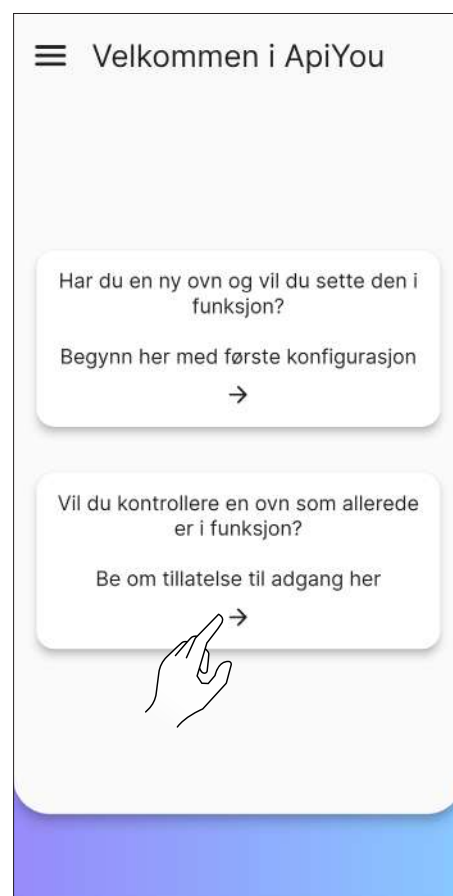 Velkommen i ApiYou
Har du en ny ovn og vil du sette den i
funksjon?
Begynn her med første konfigurasjon
Vil du kontrollere en ovn som allerede
er i funksjon?
Be om tillatelse til adgang her